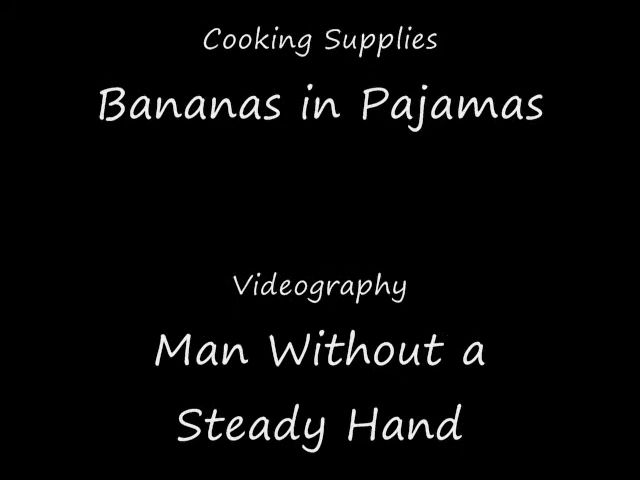 Cooking Supplies
Bananas in Pajamas
Videography
Man Without a
Steady Hand